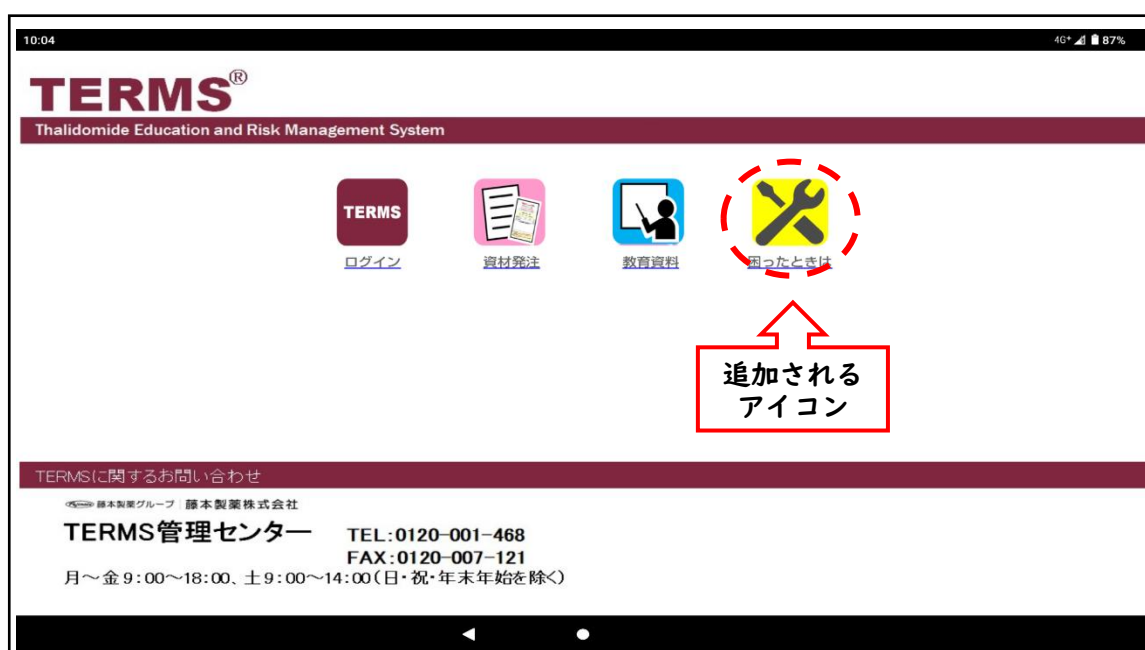 10:04
4G+ 87%
TERMS®
Thalidomide Education and Risk Management System
TERMS
ログイン
資材発注
教育資料
困ったときは
追加される
アイコン
TERMSに関するお問い合わせ
藤本製薬グループ 藤本製薬株式会社
TERMS管理センター
TEL:0120-001-468
FAX:0120-007-121
月～金9:00～18:00、土9:00～14:00(日・祝・年末年始を除く)